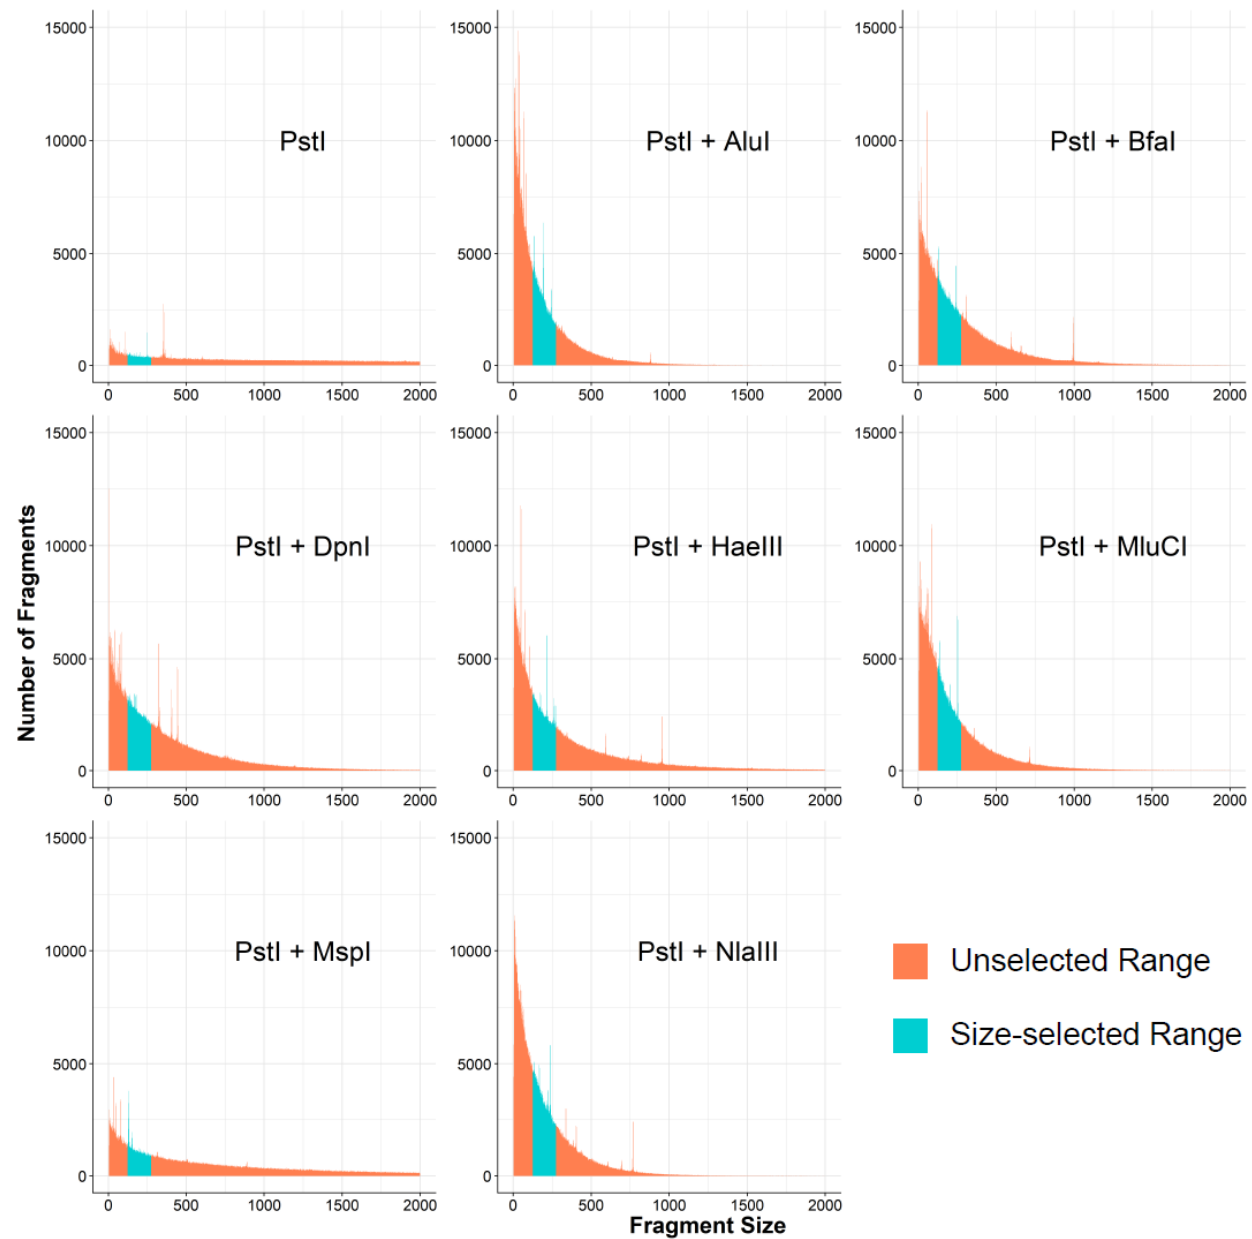 15000
10000
5000
0
0 500 1000 1500 2000
PstI
15000
10000
5000
0
0 500 1000 1500 2000
PstI + AluI
15000
10000
5000
0
0 500 1000 1500 2000
PstI + BfaI
Number of Fragments
15000
10000
5000
0
0 500 1000 1500 2000
PstI + DpnI
15000
10000
5000
0
0 500 1000 1500 2000
PstI + HaeIII
15000
10000
5000
0
0 500 1000 1500 2000
PstI + MluCI
15000
10000
5000
0
0 500 1000 1500 2000
PstI + MspI
15000
10000
5000
0
0 500 1000 1500 2000
PstI + NlaIII
Unselected Range
Size-selected Range
Fragment Size